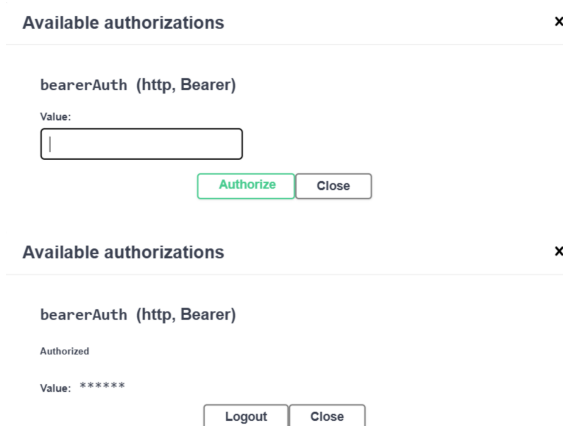 Available authorizations ×
bearerAuth (http, Bearer)
Value:
Authorize Close
Available authorizations ×
bearerAuth (http, Bearer)
Authorized
Value: ******
Logout Close